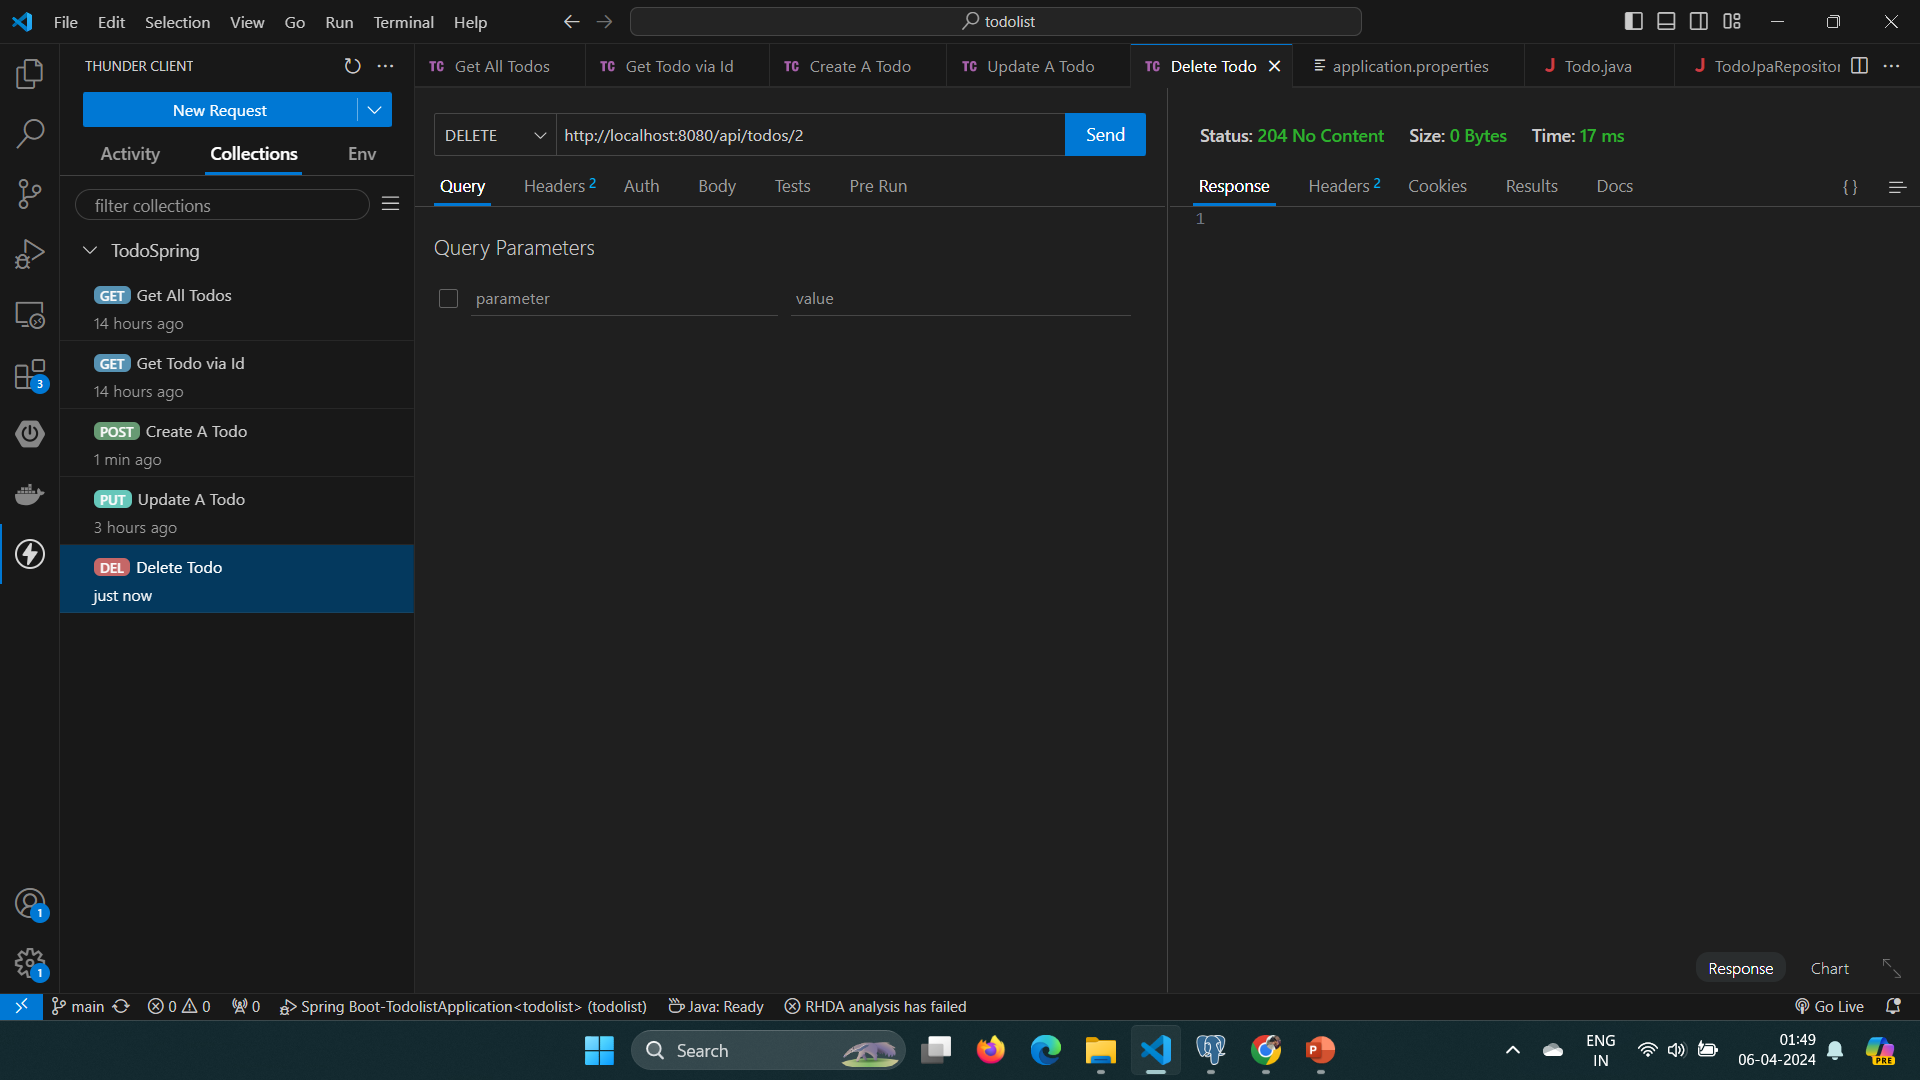 File Edit Selection View Go Run Terminal Help
todolist
THUNDER CLIENT
New Request
Activity Collections Env
filter collections
TodoSpring
GET Get All Todos
14 hours ago
GET Get Todo via Id
14 hours ago
POST Create A Todo
1 min ago
PUT Update A Todo
3 hours ago
DEL Delete Todo
just now
3
1
1
TC Get All Todos TC Get Todo via Id TC Create A Todo TC Update A Todo TC Delete Todo application.properties J Todo.java J TodoJpaRepositor
DELETE http://localhost:8080/api/todos/2 Send
Query Headers 2 Auth Body Tests Pre Run
Query Parameters
parameter value
Status: 204 No Content Size: 0 Bytes Time: 17 ms
Response Headers 2 Cookies Results Docs { }
1
Response Chart
main 0 0 0 Spring Boot-TodolistApplication<todolist> (todolist) Java: Ready RHDA analysis has failed Go Live
Search
ENG
IN
01:49
06-04-2024
PRE